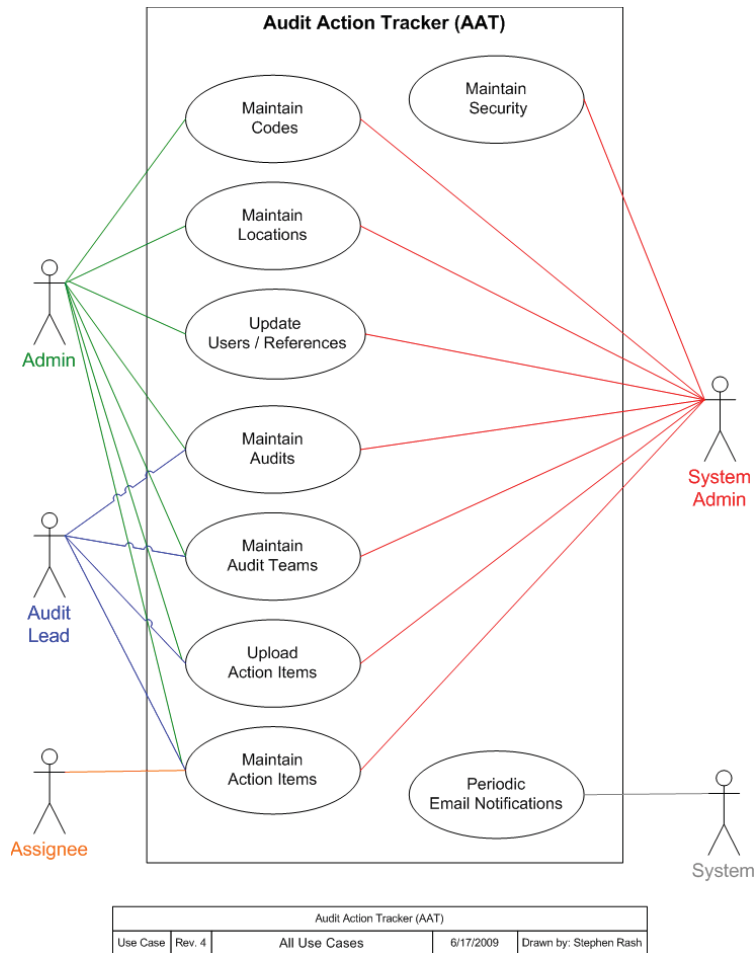 Audit Action Tracker (AAT)
Maintain
Codes
Maintain
Security
Maintain
Locations
Admin
Update
Users / References
Maintain
Audits
System
Admin
Audit
Lead
Maintain
Audit Teams
Upload
Action Items
Assignee
Maintain
Action Items
Periodic
Email Notifications
System
Audit Action Tracker (AAT)
Use Case Rev. 4 All Use Cases 6/17/2009 Drawn by: Stephen Rash